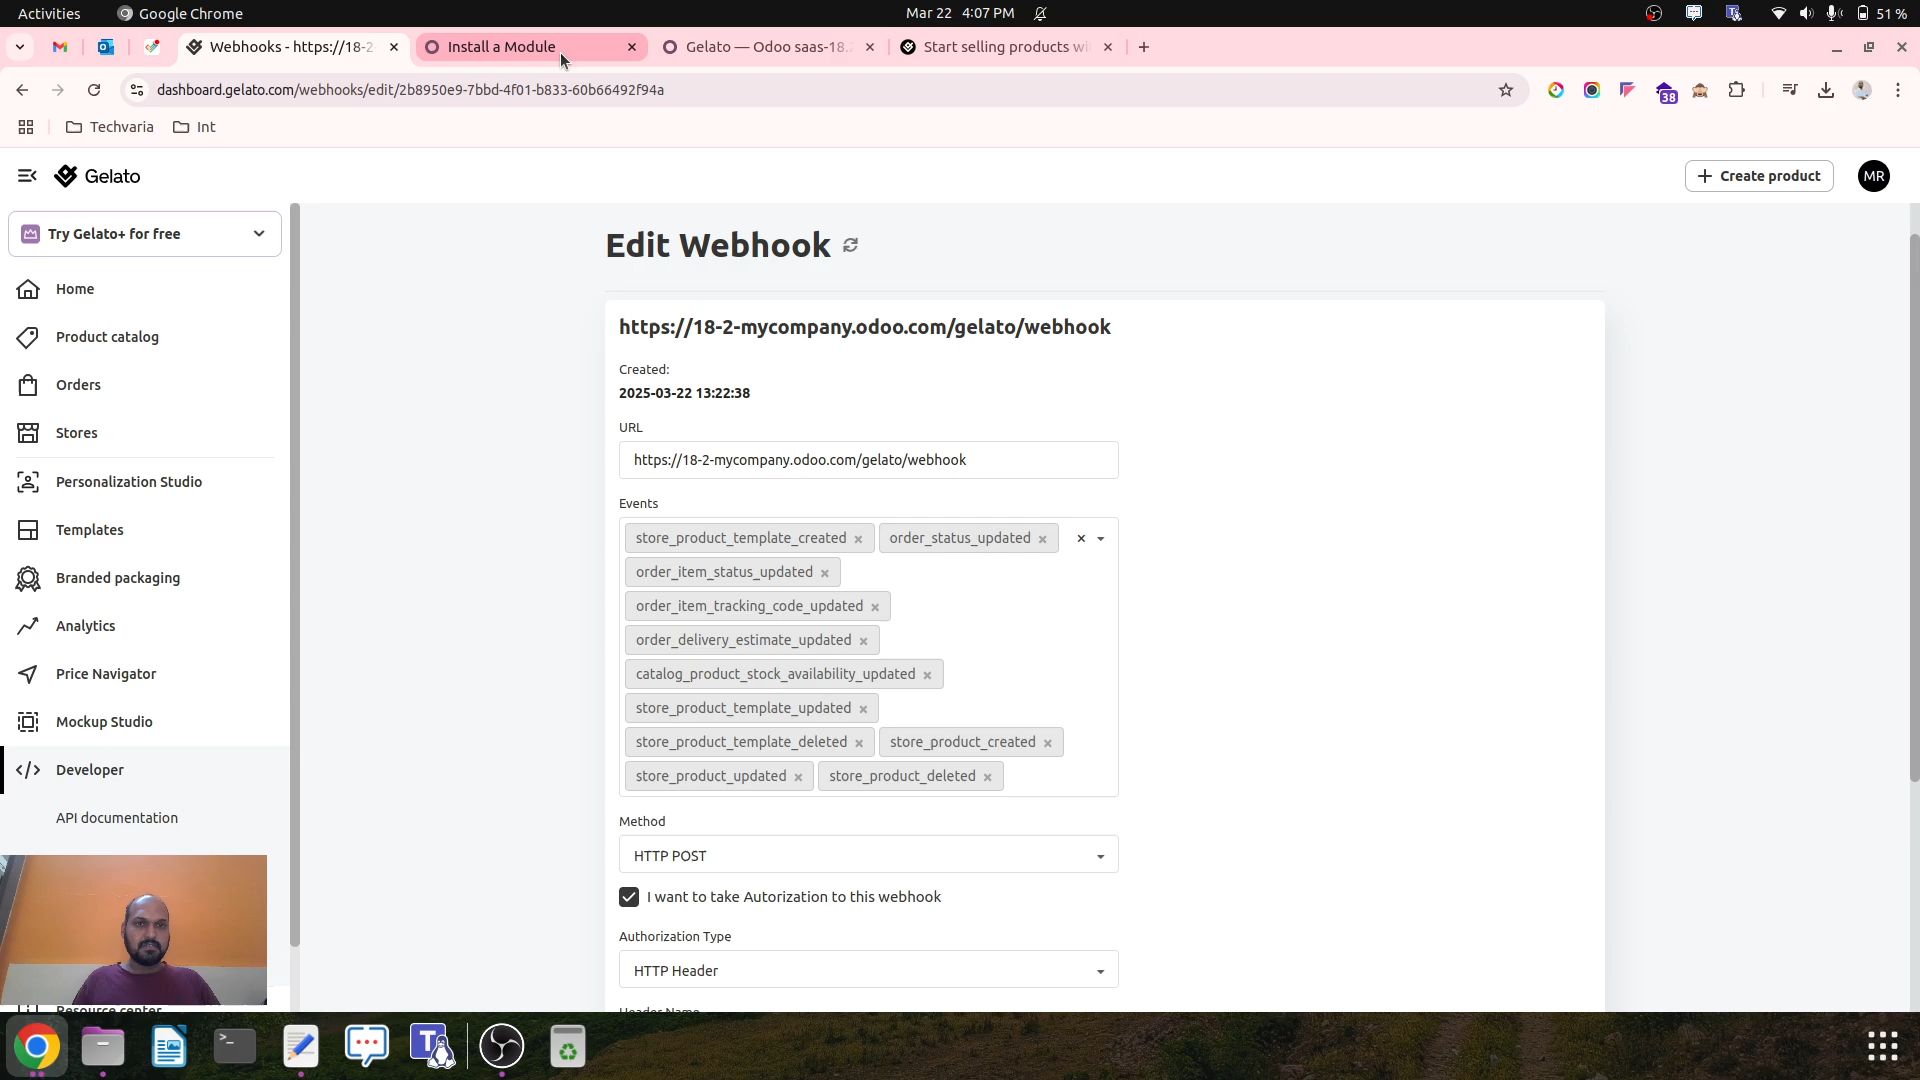 Activities
Google Chrome
Mar 22 4:07 PM
51 %
Webhooks - https://18-2
Install a Module
Gelato — Odoo saas-18.
Start selling products wi
dashboard.gelato.com/webhooks/edit/2b8950e9-7bbd-4f01-b833-60b66492f94a
38
Techvaria
Int
Gelato
Create product
MR
Try Gelato+ for free
Home
Product catalog
Orders
Stores
Personalization Studio
Templates
Branded packaging
Analytics
Price Navigator
Mockup Studio
Developer
API documentation
Resource center
Edit Webhook
https://18-2-mycompany.odoo.com/gelato/webhook
Created:
2025-03-22 13:22:38
URL
https://18-2-mycompany.odoo.com/gelato/webhook
Events
store_product_template_created × order_status_updated ×
order_item_status_updated ×
order_item_tracking_code_updated ×
order_delivery_estimate_updated ×
catalog_product_stock_availability_updated ×
store_product_template_updated ×
store_product_template_deleted × store_product_created ×
store_product_updated × store_product_deleted ×
Method
HTTP POST
I want to take Autorization to this webhook
Authorization Type
HTTP Header
Header Name